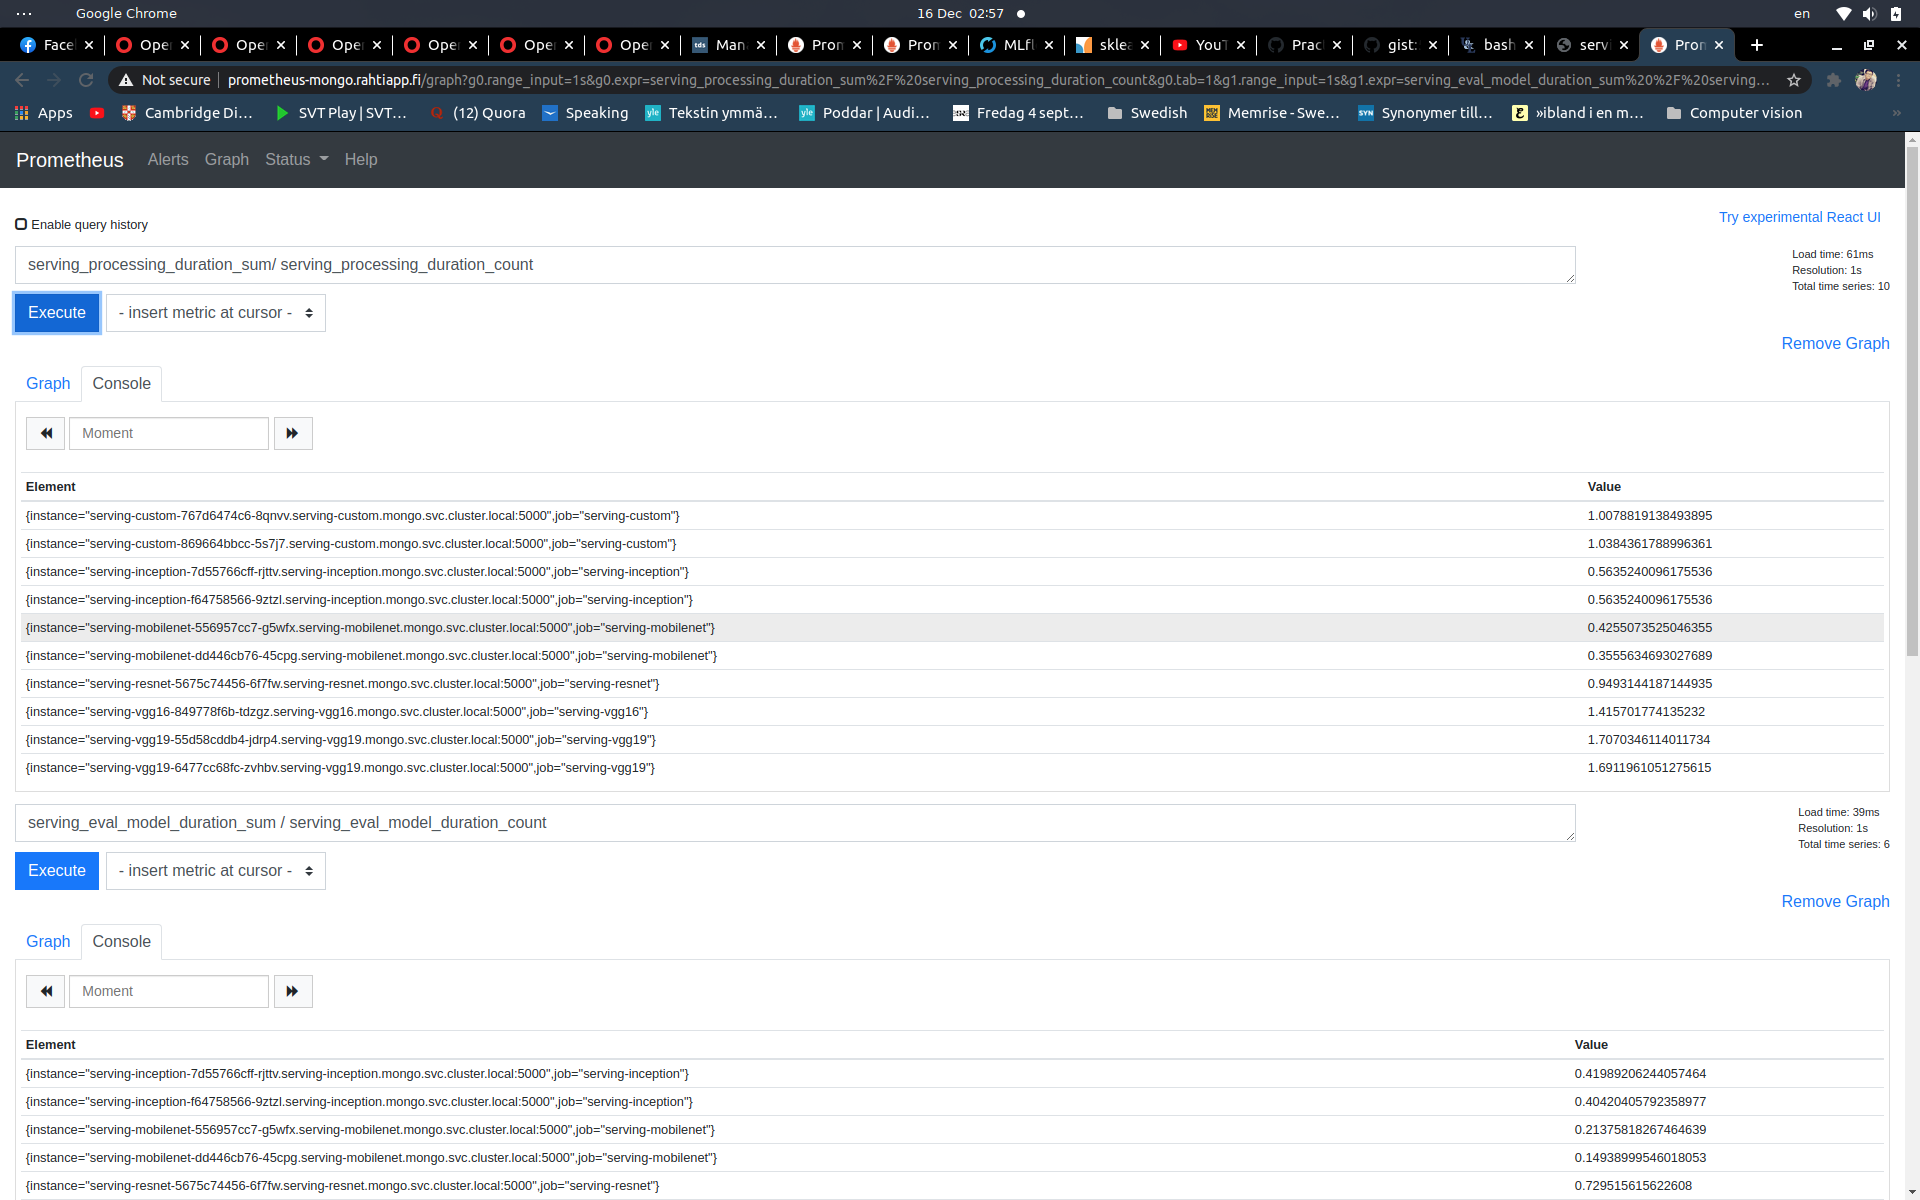 Google Chrome
16 Dec 02:57
en
Face
Oper
Oper
Oper
Oper
Oper
Oper
tds Man
Prom
Prom
MLfl
skle
YouT
Pract
gist:
bash
servi
Prom
Not secure
prometheus-mongo.rahtiapp.fi/graph?g0.range_input=1s&g0.expr=serving_processing_duration_sum%2F%20serving_processing_duration_count&g0.tab=1&g1.range_input=1s&g1.expr=serving_eval_model_duration_sum%20%2F%20serving...
Apps
Cambridge Di...
SVT Play | SVT...
(12) Quora
Speaking
yle Tekstin ymmä...
yle Poddar | Audi...
Fredag 4 sept...
Swedish
Memrise - Swe...
SYN Synonymer till...
»ibland i en m...
Computer vision
»
Prometheus Alerts Graph Status Help
Enable query history
Try experimental React UI
serving_processing_duration_sum/ serving_processing_duration_count
Load time: 61ms
Resolution: 1s
Total time series: 10
Execute
- insert metric at cursor -
Remove Graph
Graph Console
Moment
Element Value
{instance="serving-custom-767d6474c6-8qnvv.serving-custom.mongo.svc.cluster.local:5000",job="serving-custom"} 1.0078819138493895
{instance="serving-custom-869664bbcc-5s7j7.serving-custom.mongo.svc.cluster.local:5000",job="serving-custom"} 1.0384361788996361
{instance="serving-inception-7d55766cff-rjttv.serving-inception.mongo.svc.cluster.local:5000",job="serving-inception"} 0.5635240096175536
{instance="serving-inception-f64758566-9ztzl.serving-inception.mongo.svc.cluster.local:5000",job="serving-inception"} 0.5635240096175536
{instance="serving-mobilenet-556957cc7-g5wfx.serving-mobilenet.mongo.svc.cluster.local:5000",job="serving-mobilenet"} 0.4255073525046355
{instance="serving-mobilenet-dd446cb76-45cpg.serving-mobilenet.mongo.svc.cluster.local:5000",job="serving-mobilenet"} 0.3555634693027689
{instance="serving-resnet-5675c74456-6f7fw.serving-resnet.mongo.svc.cluster.local:5000",job="serving-resnet"} 0.9493144187144935
{instance="serving-vgg16-849778f6b-tdzgz.serving-vgg16.mongo.svc.cluster.local:5000",job="serving-vgg16"} 1.415701774135232
{instance="serving-vgg19-55d58cddb4-jdrp4.serving-vgg19.mongo.svc.cluster.local:5000",job="serving-vgg19"} 1.7070346114011734
{instance="serving-vgg19-6477cc68fc-zvhbv.serving-vgg19.mongo.svc.cluster.local:5000",job="serving-vgg19"} 1.6911961051275615
serving_eval_model_duration_sum / serving_eval_model_duration_count
Load time: 39ms
Resolution: 1s
Total time series: 6
Execute
- insert metric at cursor -
Remove Graph
Graph Console
Moment
Element Value
{instance="serving-inception-7d55766cff-rjttv.serving-inception.mongo.svc.cluster.local:5000",job="serving-inception"} 0.41989206244057464
{instance="serving-inception-f64758566-9ztzl.serving-inception.mongo.svc.cluster.local:5000",job="serving-inception"} 0.40420405792358977
{instance="serving-mobilenet-556957cc7-g5wfx.serving-mobilenet.mongo.svc.cluster.local:5000",job="serving-mobilenet"} 0.21375818267464639
{instance="serving-mobilenet-dd446cb76-45cpg.serving-mobilenet.mongo.svc.cluster.local:5000",job="serving-mobilenet"} 0.14938999546018053
{instance="serving-resnet-5675c74456-6f7fw.serving-resnet.mongo.svc.cluster.local:5000",job="serving-resnet"} 0.729515615622608